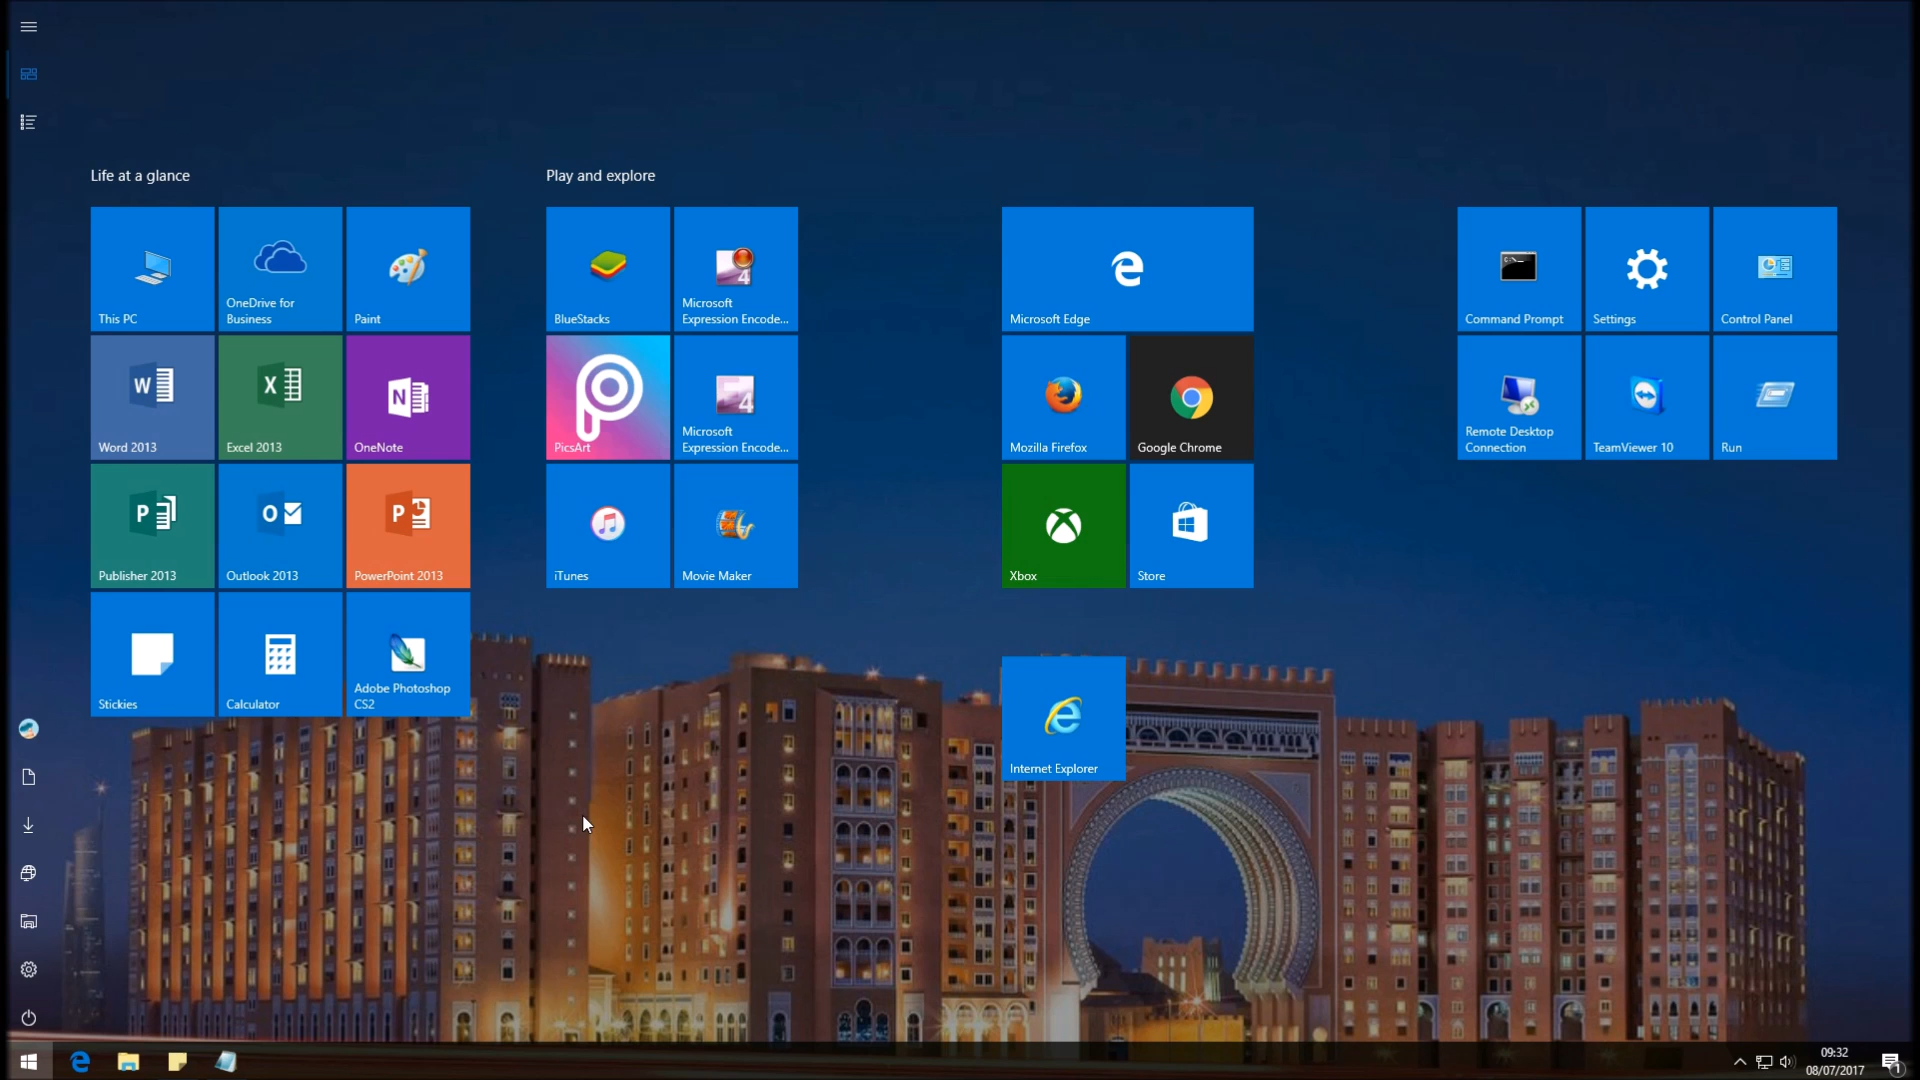 Life at a glance
Play and explore
This PC
OneDrive for
Business
Paint
BlueStacks
4
Microsoft
Expression Encode...
Microsoft Edge
C:\>_
Command Prompt
Settings
Control Panel
W
Word 2013
X
Excel 2013
N
OneNote
PicsArt
4
Microsoft
Expression Encode...
Mozilla Firefox
Google Chrome
Remote Desktop
Connection
TeamViewer 10
Run
P
Publisher 2013
O
Outlook 2013
P
PowerPoint 2013
iTunes
Movie Maker
Xbox
Store
Stickies
Calculator
Adobe Photoshop
CS2
Internet Explorer
09:32
08/07/2017
1